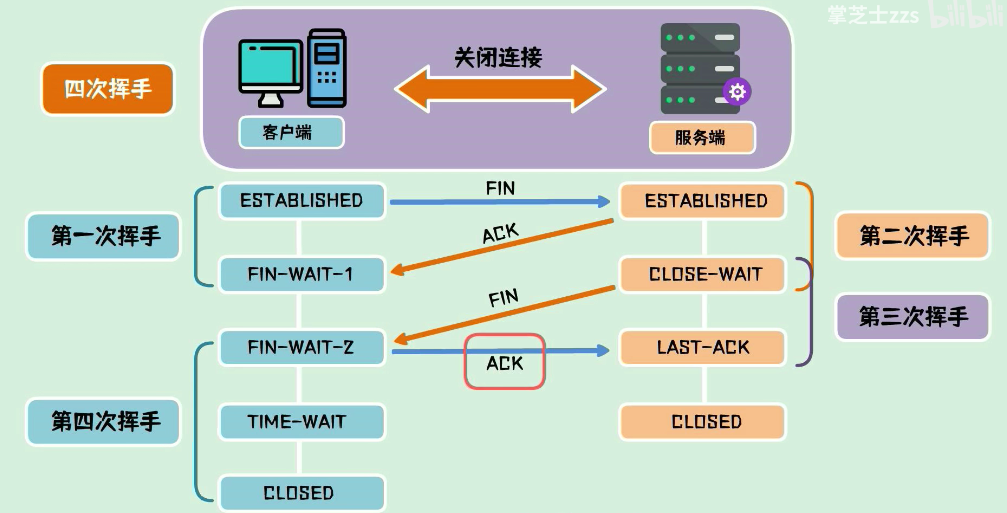 掌芝士zzs bilibili
四次挥手
关闭连接
客户端
服务端
ESTABLISHED
FIN
ESTABLISHED
第一次挥手
ACK
第二次挥手
FIN-WAIT-1
CLOSE-WAIT
FIN
第三次挥手
FIN-WAIT-2
ACK
LAST-ACK
第四次挥手
TIME-WAIT
CLOSED
CLOSED